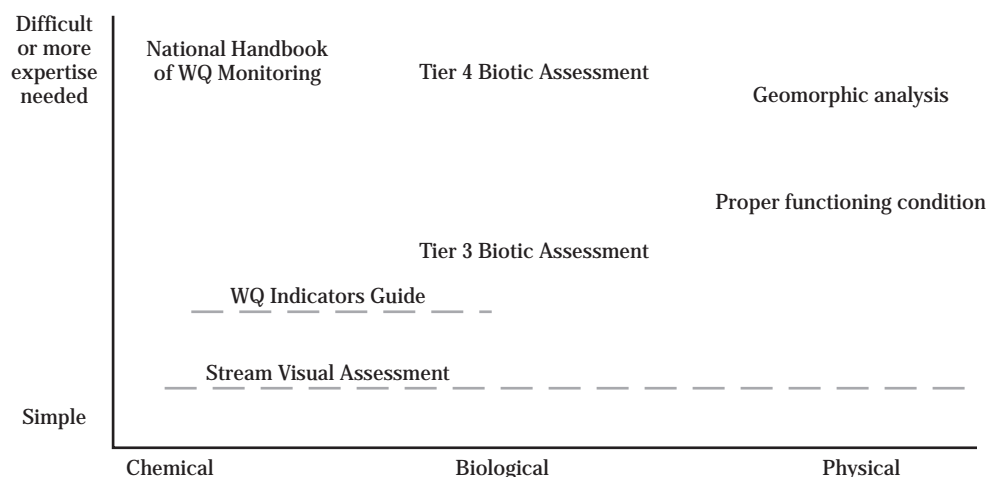 Difficult
or more
expertise
needed
National Handbook
of WQ Monitoring
Tier 4 Biotic Assessment
Geomorphic analysis
Proper functioning condition
Tier 3 Biotic Assessment
WQ Indicators Guide
Stream Visual Assessment
Simple
Chemical
Biological
Physical